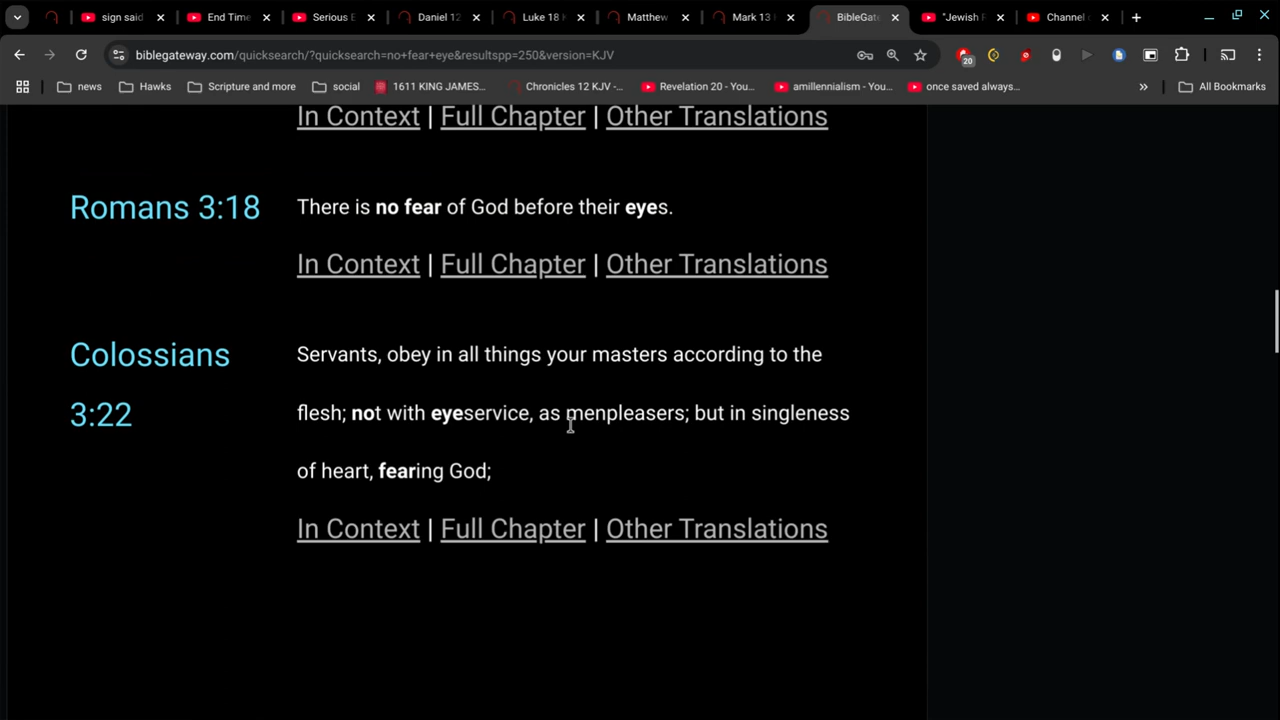 sign said
End Time
Serious E
Daniel 12
Luke 18
Matthew
Mark 13
BibleGat
"Jewish
Channel
biblegateway.com/quicksearch/?quicksearch=no+fear+eye&resultspp=250&version=KJV
20
news
Hawks
Scripture and more
social
1611 KING JAMES...
Chronicles 12 KJV -...
Revelation 20 - You...
amillennialism - You...
once saved always...
»
All Bookmarks
In Context | Full Chapter | Other Translations
Romans 3:18
There is no fear of God before their eyes.
In Context | Full Chapter | Other Translations
Colossians
3:22
Servants, obey in all things your masters according to the
flesh; not with eyeservice, as menpleasers; but in singleness
of heart, fearing God;
In Context | Full Chapter | Other Translations